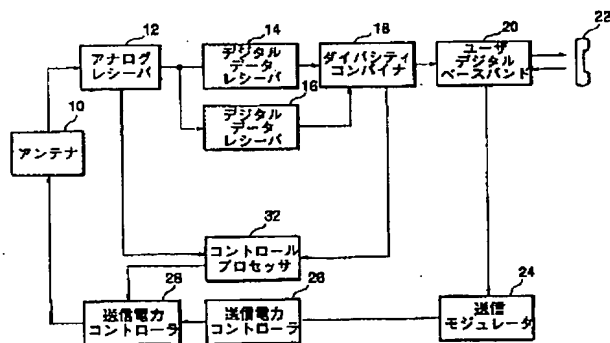 12
アナログ
レシーバ
14
デジタル
データ
レシーバ
18
ダイバシティ
コンバイナ
20
ユーザ
デジタル
ベースバンド
22
16
デジタル
データ
レシーバ
10
アンテナ
32
コントロール
プロセッサ
28
送信電力
コントローラ
26
送信電力
コントローラ
24
送信
モジュレータ